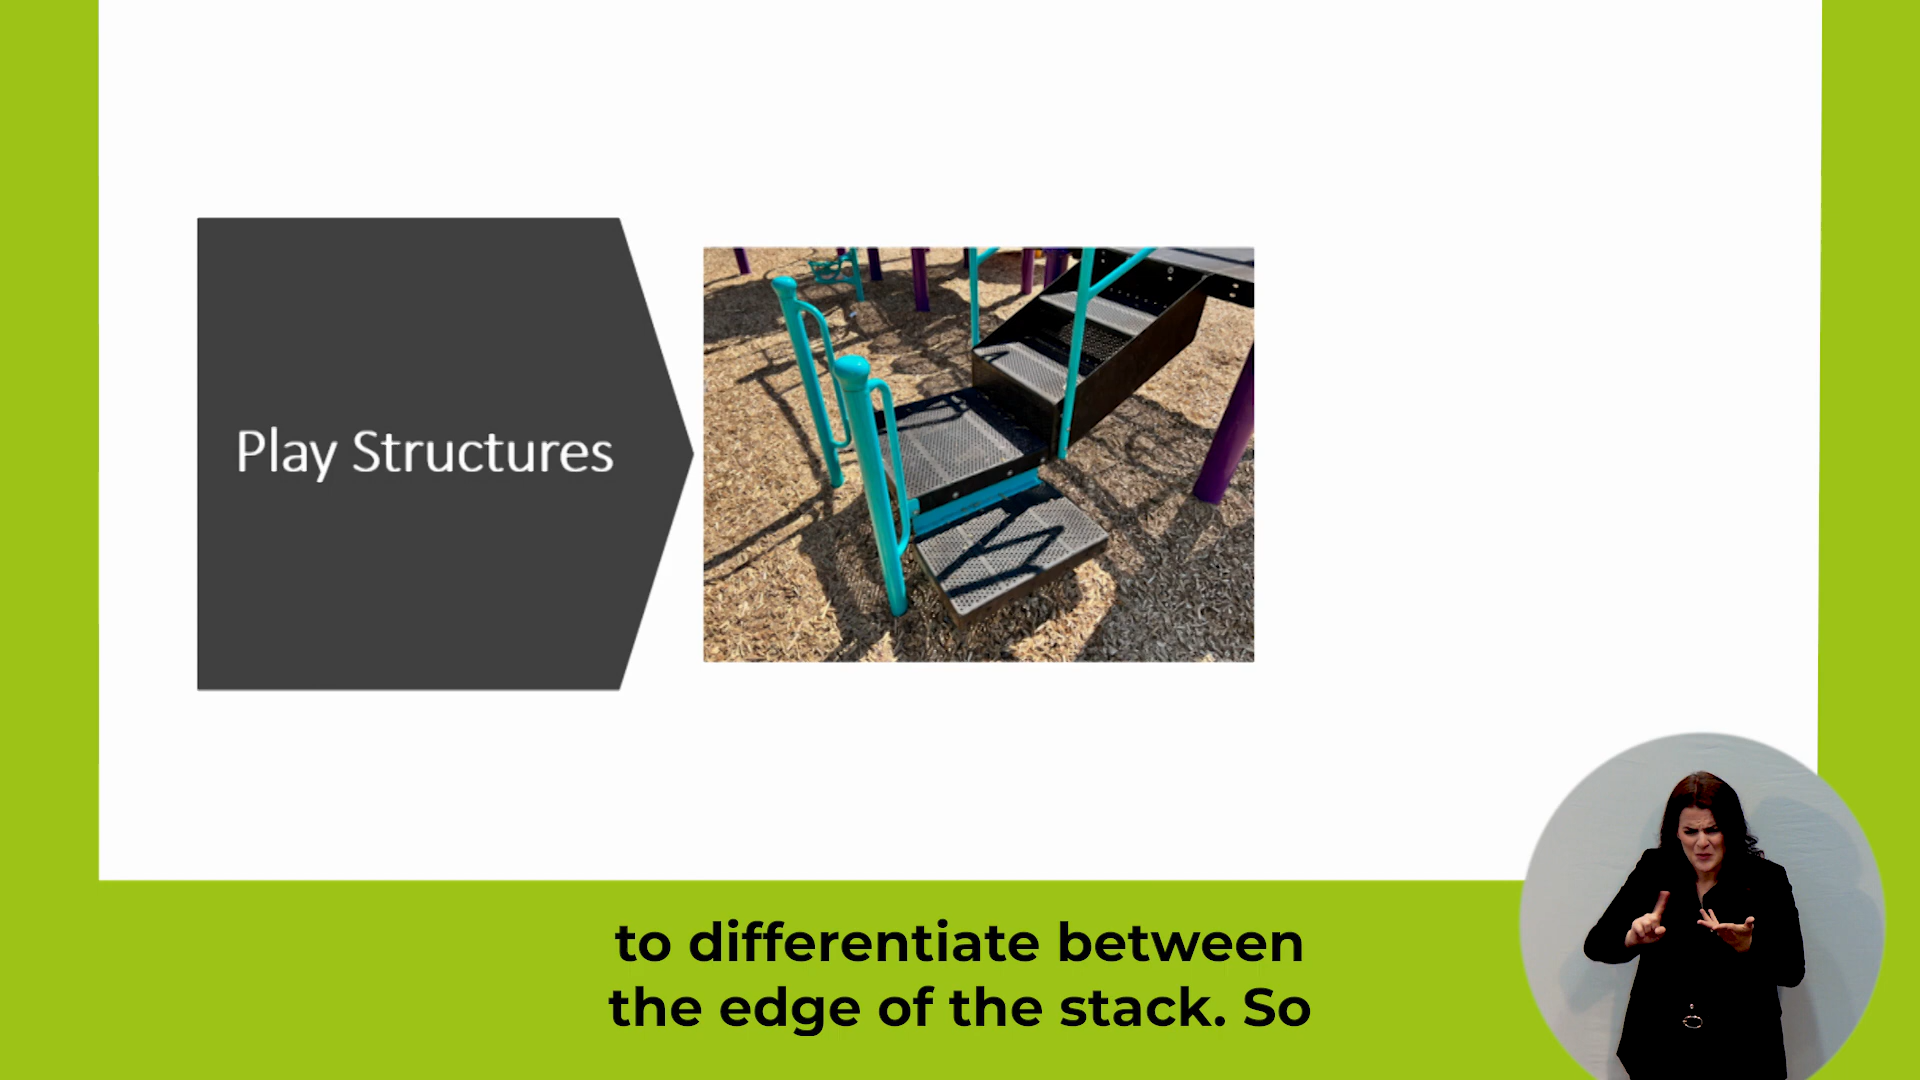 Play Structures
to differentiate between
the edge of the stack. So